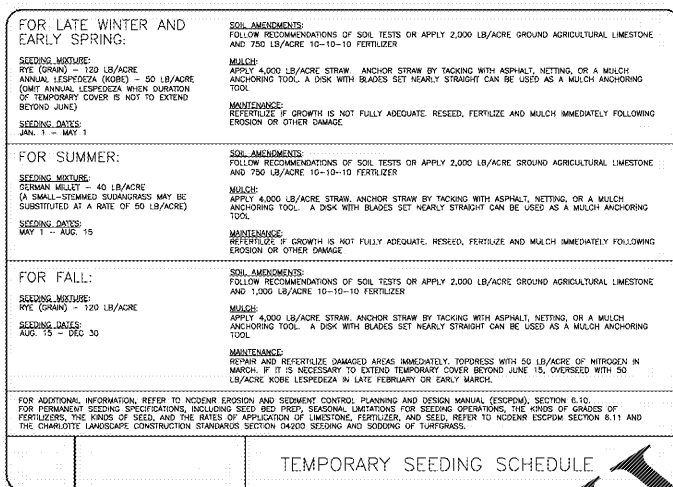 FOR LATE WINTER AND
EARLY SPRING:
SEEDING MIXTURE:
RYE (GRAIN) – 120 LB/ACRE
ANNUAL LESPEDEZA (KOBE) – 50 LB/ACRE
(OMIT ANNUAL LESPEDEZA WHEN DURATION
OF TEMPORARY COVER IS NOT TO EXTEND
BEYOND JUNE)
SEEDING DATES:
JAN. 1 – MAY 1
SOIL AMENDMENTS:
FOLLOW RECOMMENDATIONS OF SOIL TESTS OR APPLY 2,000 LB/ACRE GROUND AGRICULTURAL LIMESTONE
AND 750 LB/ACRE 10–10–10 FERTILIZER
MULCH:
APPLY 4,000 LB/ACRE STRAW. ANCHOR STRAW BY TACKING WITH ASPHALT, NETTING, OR A MULCH
ANCHORING TOOL. A DISK WITH BLADES SET NEARLY STRAIGHT CAN BE USED AS A MULCH ANCHORING
TOOL
MAINTENANCE:
REFERTILIZE IF GROWTH IS NOT FULLY ADEQUATE. RESEED, FERTILIZE AND MULCH IMMEDIATELY FOLLOWING
EROSION OR OTHER DAMAGE
FOR SUMMER:
SEEDING MIXTURE:
GERMAN MILLET – 40 LB/ACRE
(A SMALL–STEMMED SUDANGRASS MAY BE
SUBSTITUTED AT A RATE OF 50 LB/ACRE)
SEEDING DATES:
MAY 1 – AUG. 15
SOIL AMENDMENTS:
FOLLOW RECOMMENDATIONS OF SOIL TESTS OR APPLY 2,000 LB/ACRE GROUND AGRICULTURAL LIMESTONE
AND 750 LB/ACRE 10–10–10 FERTILIZER
MULCH:
APPLY 4,000 LB/ACRE STRAW. ANCHOR STRAW BY TACKING WITH ASPHALT, NETTING, OR A MULCH
ANCHORING TOOL. A DISK WITH BLADES SET NEARLY STRAIGHT CAN BE USED AS A MULCH ANCHORING
TOOL.
MAINTENANCE:
REFERTILIZE IF GROWTH IS NOT FULLY ADEQUATE. RESEED, FERTILIZE AND MULCH IMMEDIATELY FOLLOWING
EROSION OR OTHER DAMAGE
FOR FALL:
SEEDING MIXTURE:
RYE (GRAIN) – 120 LB/ACRE
SEEDING DATES:
AUG. 15 – DEC 30
SOIL AMENDMENTS:
FOLLOW RECOMMENDATIONS OF SOIL TESTS OR APPLY 2,000 LB/ACRE GROUND AGRICULTURAL LIMESTONE
AND 1,000 LB/ACRE 10–10–10 FERTILIZER
MULCH:
APPLY 4,000 LB/ACRE STRAW. ANCHOR STRAW BY TACKING WITH ASPHALT, NETTING, OR A MULCH
ANCHORING TOOL. A DISK WITH BLADES SET NEARLY STRAIGHT CAN BE USED AS A MULCH ANCHORING
TOOL
MAINTENANCE:
REPAIR AND REFERTILIZE DAMAGED AREAS IMMEDIATELY. TOPDRESS WITH 50 LB/ACRE OF NITROGEN IN
MARCH. IF IT IS NECESSARY TO EXTEND TEMPORARY COVER BEYOND JUNE 15, OVERSEED WITH 50
LB/ACRE KOBE LESPEDEZA IN LATE FEBRUARY OR EARLY MARCH.
FOR ADDITIONAL INFORMATION, REFER TO NCDENR EROSION AND SEDIMENT CONTROL PLANNING AND DESIGN MANUAL (ESCPDM), SECTION 6.10.
FOR PERMANENT SEEDING SPECIFICATIONS, INCLUDING SEED BED PREP, SEASONAL LIMITATIONS FOR SEEDING OPERATIONS, THE KINDS OF GRADES OF
FERTILIZERS, THE KINDS OF SEED, AND THE RATES OF APPLICATION OF LIMESTONE, FERTILIZER, AND SEED, REFER TO NCDENR ESCPDM SECTION 6.11 AND
THE CHARLOTTE LANDSCAPE CONSTRUCTION STANDARDS SECTION 04200 SEEDING AND SODDING OF TURFGRASS.
TEMPORARY SEEDING SCHEDULE